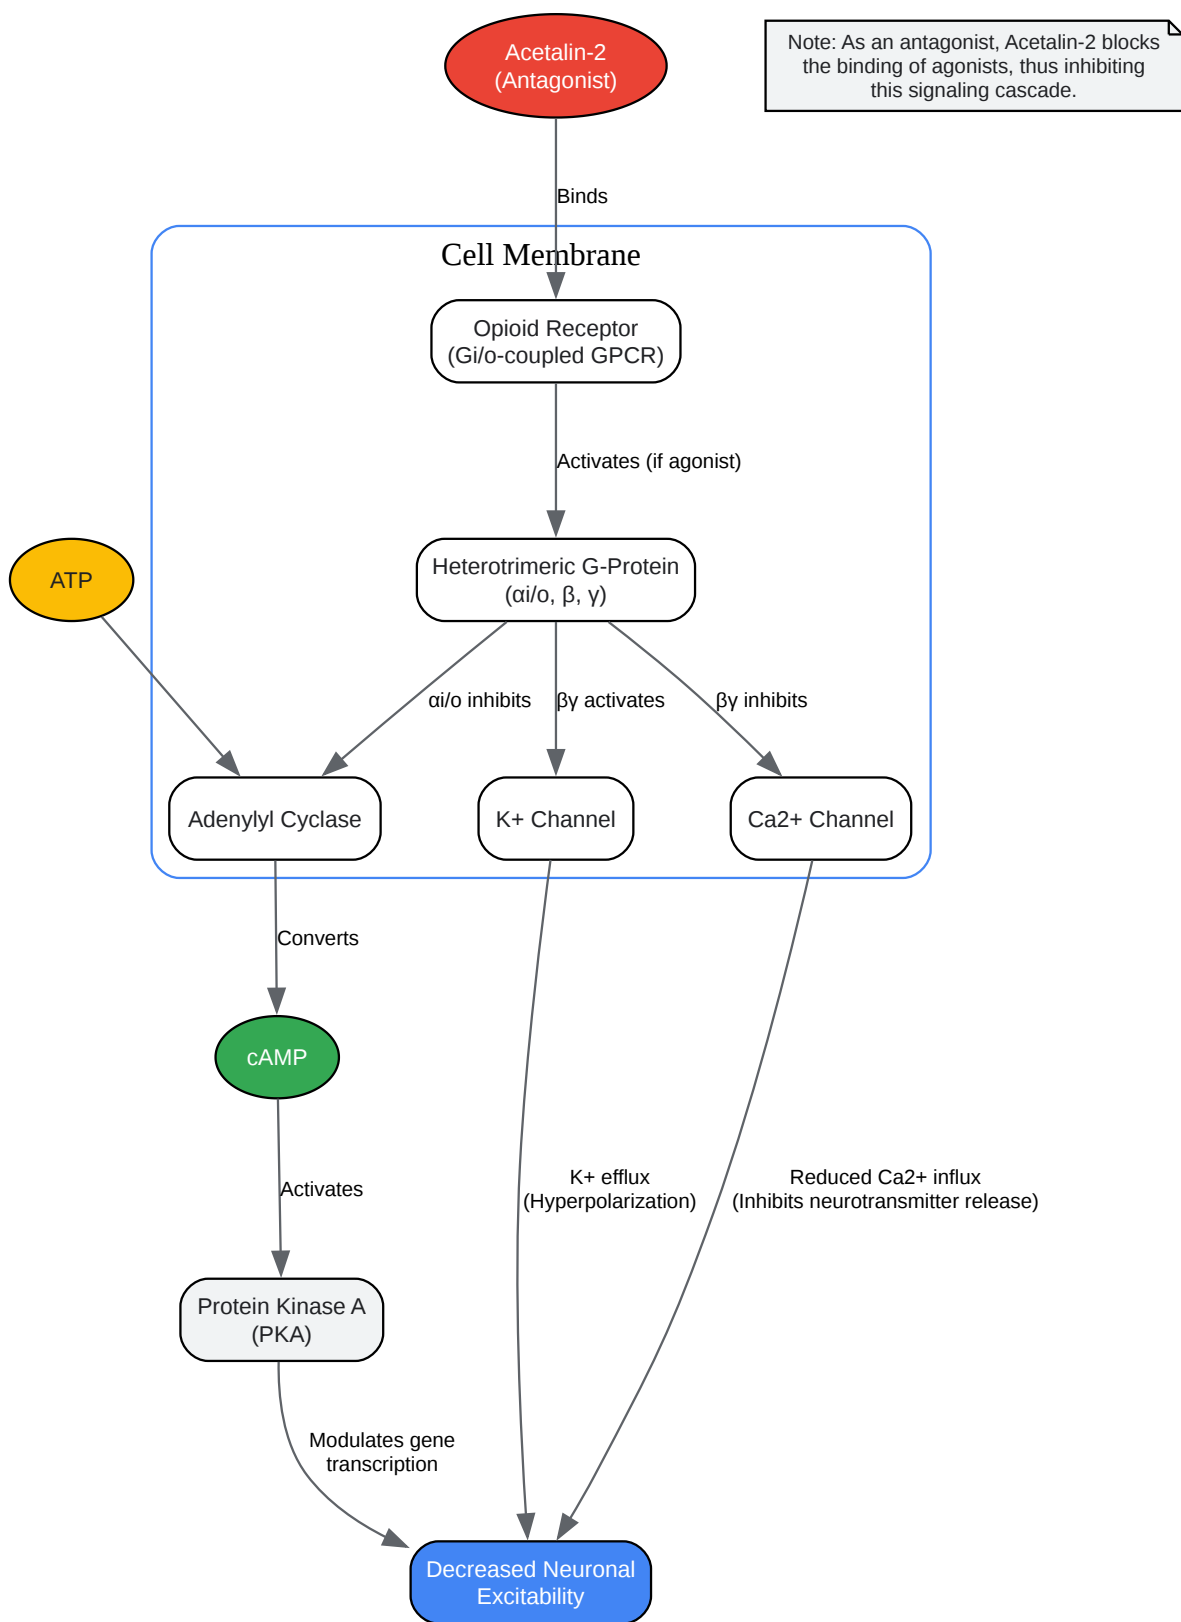 Acetalin-2
(Antagonist)
Note: As an antagonist, Acetalin-2 blocks
the binding of agonists, thus inhibiting
this signaling cascade.
Binds
Cell Membrane
Opioid Receptor
(Gi/o-coupled GPCR)
Activates (if agonist)
ATP
Heterotrimeric G-Protein
(αi/o, β, γ)
αi/o inhibits
βγ activates
βγ inhibits
Adenylyl Cyclase
K+ Channel
Ca2+ Channel
Converts
cAMP
Activates
K+ efflux
(Hyperpolarization)
Reduced Ca2+ influx
(Inhibits neurotransmitter release)
Protein Kinase A
(PKA)
Modulates gene
transcription
Decreased Neuronal
Excitability